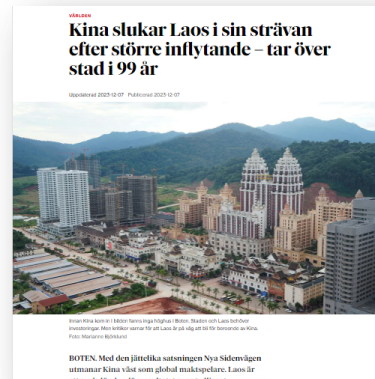 VÄRLDEN
Kina slukar Laos i sin strävan
efter större inflytande – tar över
stad i 99 år
Uppdaterad 2023-12-07 Publicerad 2023-12-07
Innan Kina kom in i bilden fanns inga höghus i Boten. Staden och Laos behöver
investeringar. Men kritiker varnar för att Laos är på väg att bli för beroende av Kina.
Foto: Marianne Björklund
BOTEN. Med den jättelika satsningen Nya Sidenvägen
utmanar Kina väst som global maktspelare. Laos är